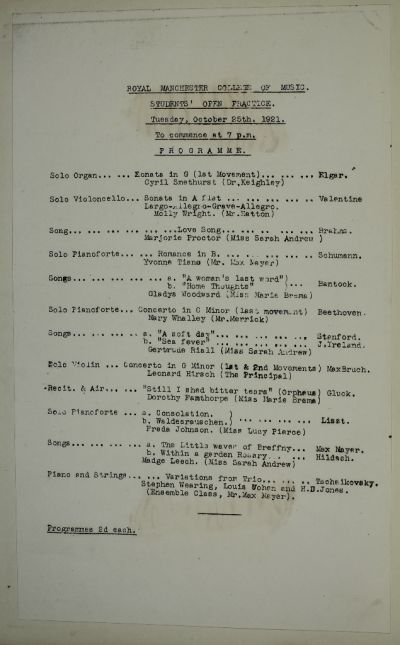 ROYAL MANCHESTER COLLEGE OF MUSIC.
STUDENTS' OPEN PRACTICE.
Tuesday, October 25th. 1921.
To commence at 7 p.m.
PROGRAMME.
Solo Organ... ... Sonata in G (1st Movement)... ... ... Elgar.
Cyril Smethurst (Dr.Keighley)
Solo Violoncello... Sonata in A flat ... ... ... ... Valentine
Largo-Allegro-Grave-Allegro.
Molly Wright. (Mr.Hatton)
Song... ... ... ... ...Love Song... ... ... ... ... Brahms.
Marjorie Proctor (Miss Sarah Andrew )
Solo Pianoforte... ... Romance in B. ... ... ... ... Schumann.
Yvonne Tiano (Mr. Max Mayer)
Songs... ... ... ... ... a. "A woman's last word")
b. "Home Thoughts" )... Bantock.
Gladys Woodward (Miss Marie Brema)
Solo Pianoforte... Concerto in C Minor (last movement) Beethoven.
Mary Whalley (Mr.Merrick)
Songs... ... ... ... a. "A soft day"... ... ... ... ... Stanford.
b. "Sea fever"... ... ... ... ... J.Ireland.
Gertrude Riall (Miss Sarah Andrew)
Solo Violin ... Concerto in G Minor (1st & 2nd Movements) MaxBruch.
Leonard Hirsch (The Principal)
Recit. & Air... ... "Still I shed bitter tears" (Orpheus) Gluck.
Dorothy Famthorpe (Miss Marie Brema)
Solo Pianoforte ... a. Consolation. )
b. Waldesrauschen.) ... ... ... ... Liszt.
Freda Johnson. (Miss Lucy Pierce)
Songs... ... ... ... a. The Little waves of Breffny... Max Mayer.
b. Within a garden Rosary... ... Hildach.
Madge Leech. (Miss Sarah Andrew)
Piano and Strings... ... Variations from Trio... ... .. Tschaikovsky.
Stephen Wearing, Louis Cohen and H.D.Jones.
(Ensemble Class, Mr.Max Mayer).
Programmes 2d each.